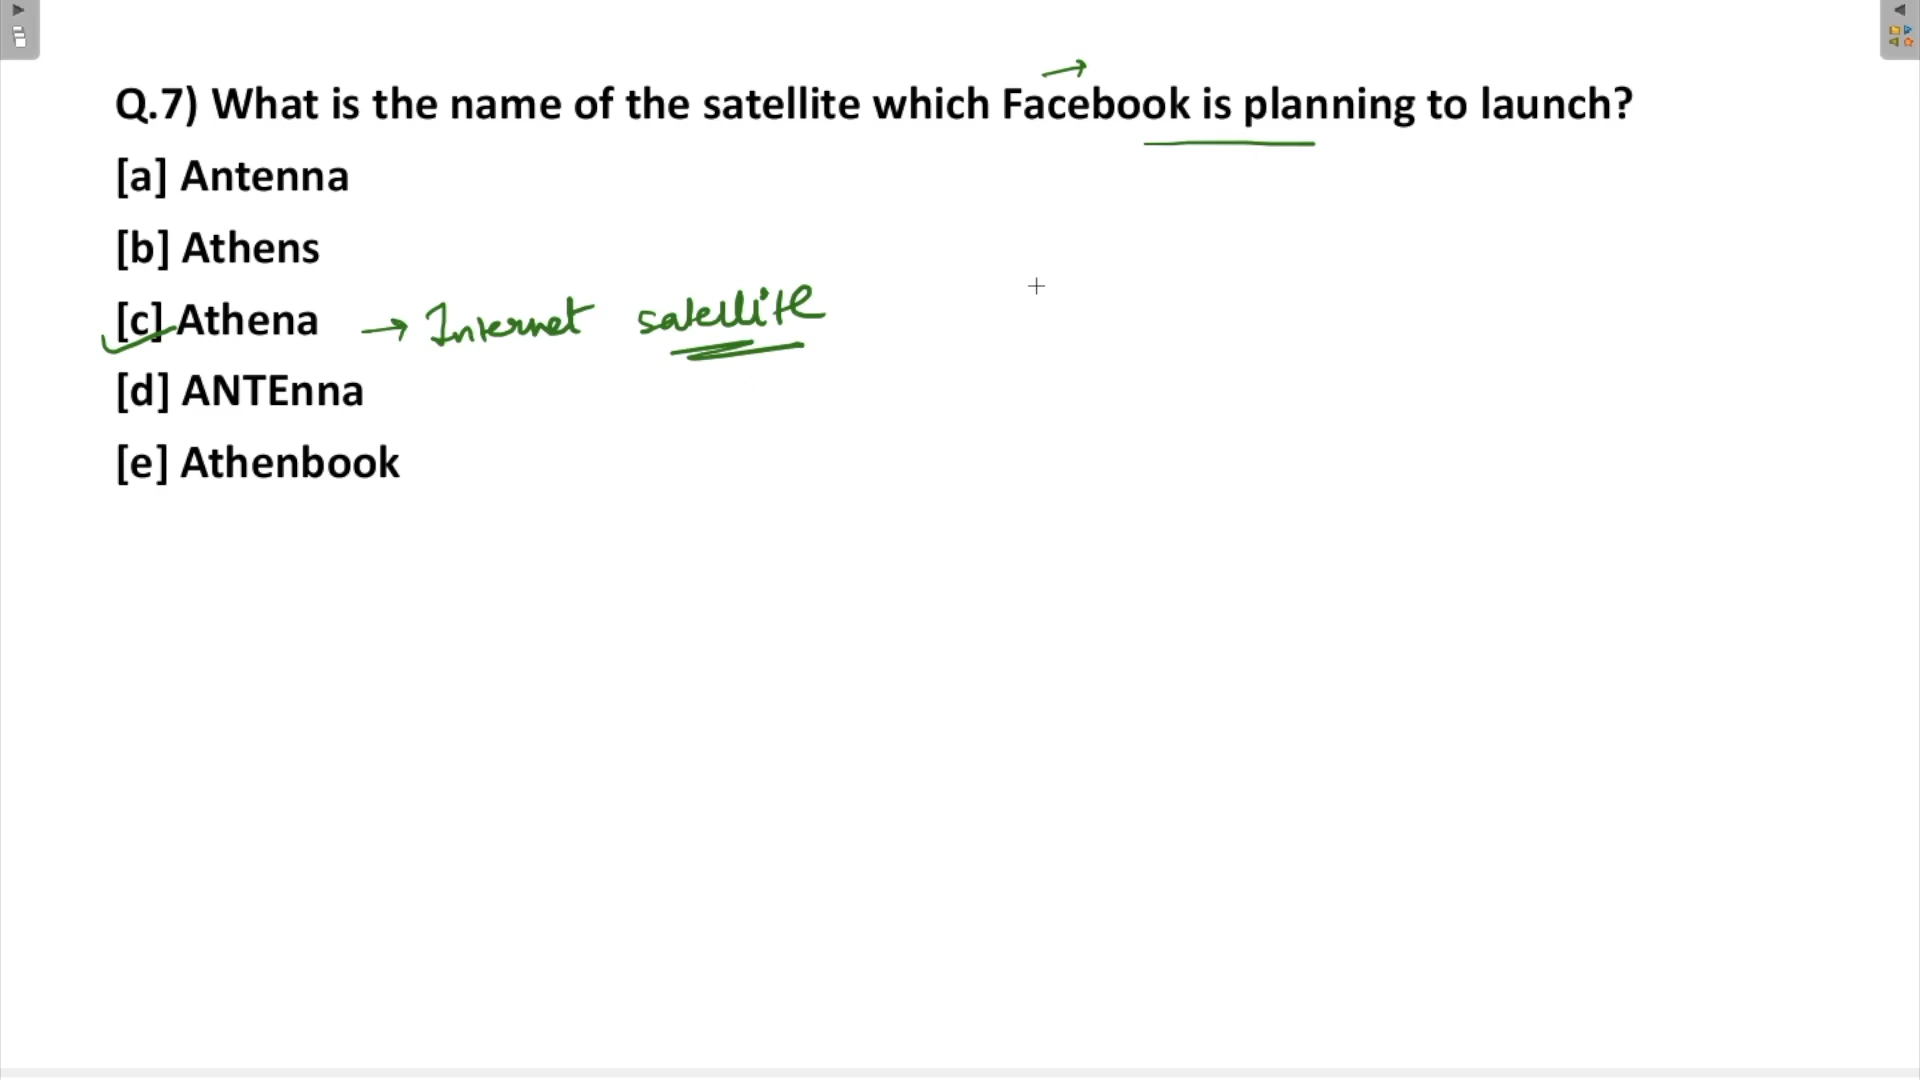 Q.7) What is the name of the satellite which Facebook is planning to launch?
[a] Antenna
[b] Athens
[c] Athena → Internet satellite
[d] ANTEnna
[e] Athenbook